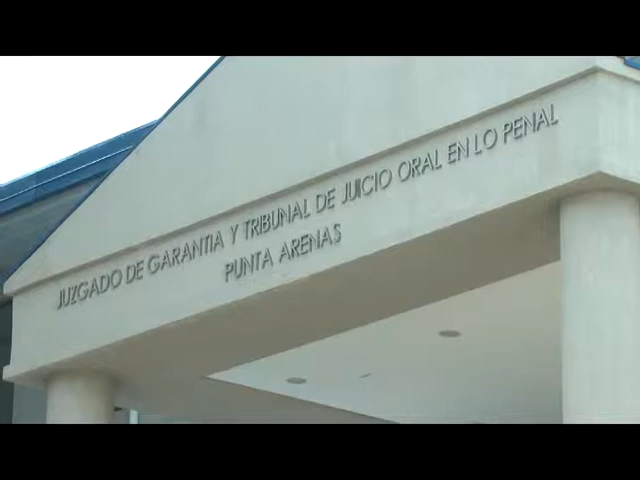 JUZGADO DE GARANTIA Y TRIBUNAL DE JUICIO ORAL EN LO PENAL
PUNTA ARENAS